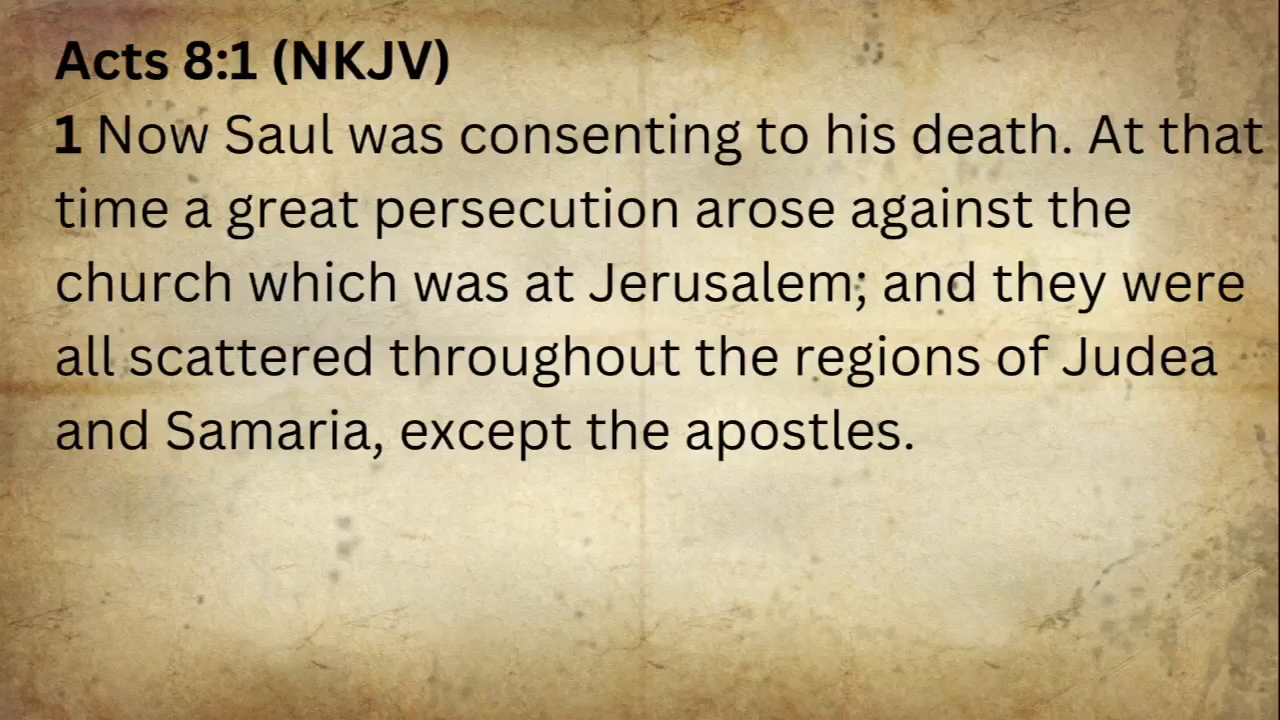 Acts 8:1 (NKJV)
1 Now Saul was consenting to his death. At that
time a great persecution arose against the
church which was at Jerusalem; and they were
all scattered throughout the regions of Judea
and Samaria, except the apostles.